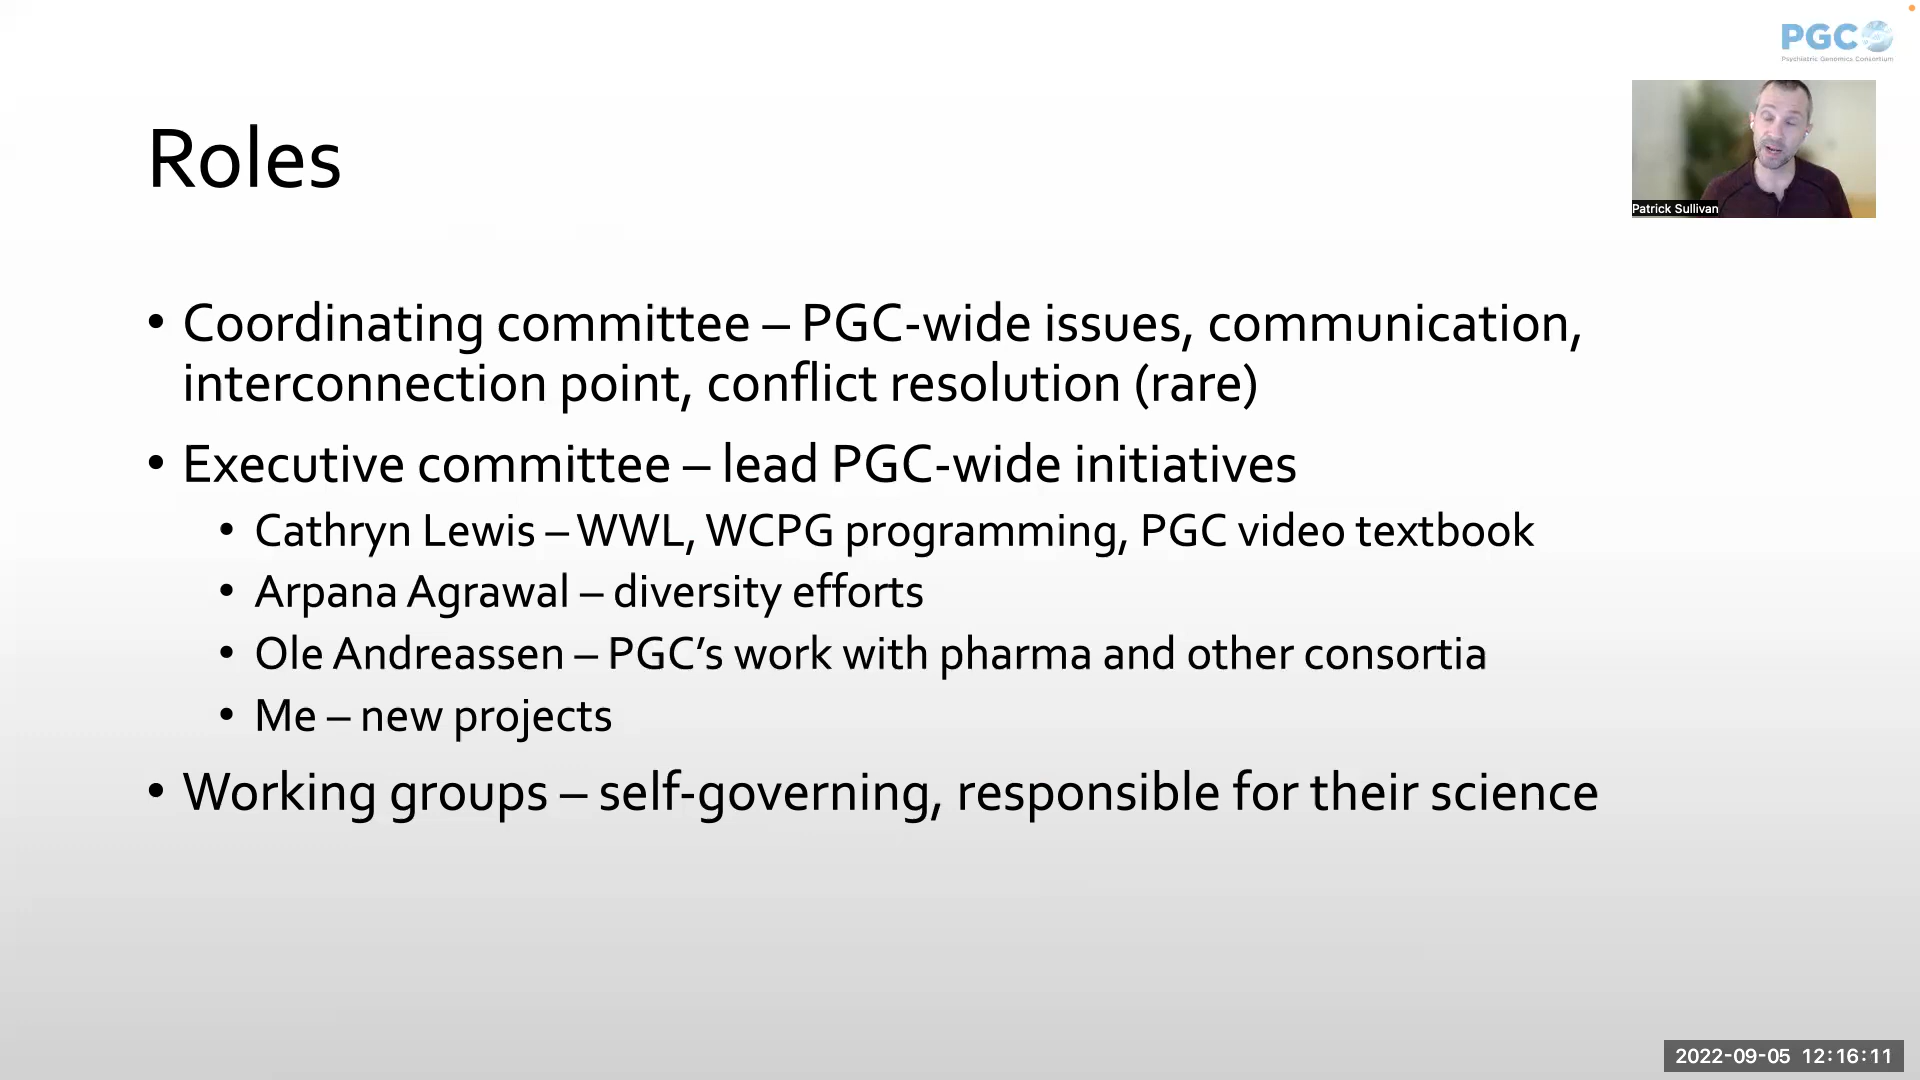 PGC
Psychiatric Genomics Consortium
Patrick Sullivan
Roles
• Coordinating committee – PGC-wide issues, communication,
interconnection point, conflict resolution (rare)
• Executive committee – lead PGC-wide initiatives
• Cathryn Lewis – WWL, WCPG programming, PGC video textbook
• Arpana Agrawal – diversity efforts
• Ole Andreassen – PGC’s work with pharma and other consortia
• Me – new projects
• Working groups – self-governing, responsible for their science
2022-09-05 12:16:11